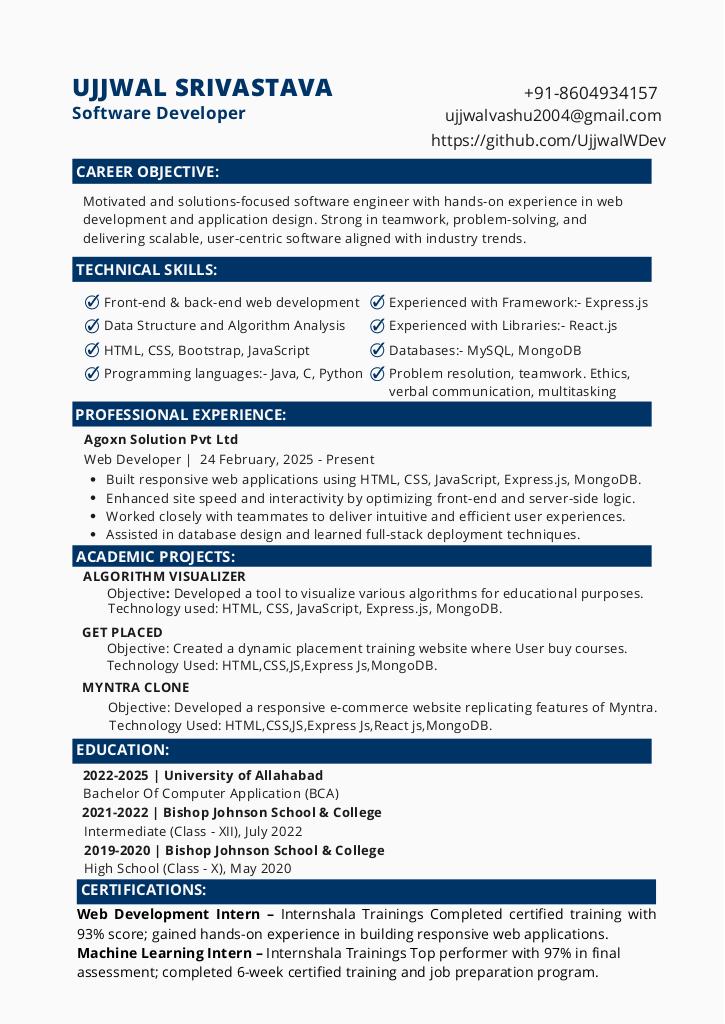 UJJWAL SRIVASTAVA
Software Developer
+91-8604934157
ujjwalvashu2004@gmail.com
https://github.com/UjjwalWDev
CAREER OBJECTIVE:
Motivated and solutions-focused software engineer with hands-on experience in web
development and application design. Strong in teamwork, problem-solving, and
delivering scalable, user-centric software aligned with industry trends.
TECHNICAL SKILLS:
Front-end & back-end web development
Data Structure and Algorithm Analysis
HTML, CSS, Bootstrap, JavaScript
Programming languages:- Java, C, Python
Experienced with Framework:- Express.js
Experienced with Libraries:- React.js
Databases:- MySQL, MongoDB
Problem resolution, teamwork. Ethics,
verbal communication, multitasking
PROFESSIONAL EXPERIENCE:
Agoxn Solution Pvt Ltd
Web Developer | 24 February, 2025 - Present
• Built responsive web applications using HTML, CSS, JavaScript, Express.js, MongoDB.
• Enhanced site speed and interactivity by optimizing front-end and server-side logic.
• Worked closely with teammates to deliver intuitive and efficient user experiences.
• Assisted in database design and learned full-stack deployment techniques.
ACADEMIC PROJECTS:
ALGORITHM VISUALIZER
Objective: Developed a tool to visualize various algorithms for educational purposes.
Technology used: HTML, CSS, JavaScript, Express.js, MongoDB.
GET PLACED
Objective: Created a dynamic placement training website where User buy courses.
Technology Used: HTML,CSS,JS,Express Js,MongoDB.
MYNTRA CLONE
Objective: Developed a responsive e-commerce website replicating features of Myntra.
Technology Used: HTML,CSS,JS,Express Js,React js,MongoDB.
EDUCATION:
2022-2025 | University of Allahabad
Bachelor Of Computer Application (BCA)
2021-2022 | Bishop Johnson School & College
Intermediate (Class - XII), July 2022
2019-2020 | Bishop Johnson School & College
High School (Class - X), May 2020
CERTIFICATIONS:
Web Development Intern – Internshala Trainings Completed certified training with
93% score; gained hands-on experience in building responsive web applications.
Machine Learning Intern – Internshala Trainings Top performer with 97% in final
assessment; completed 6-week certified training and job preparation program.